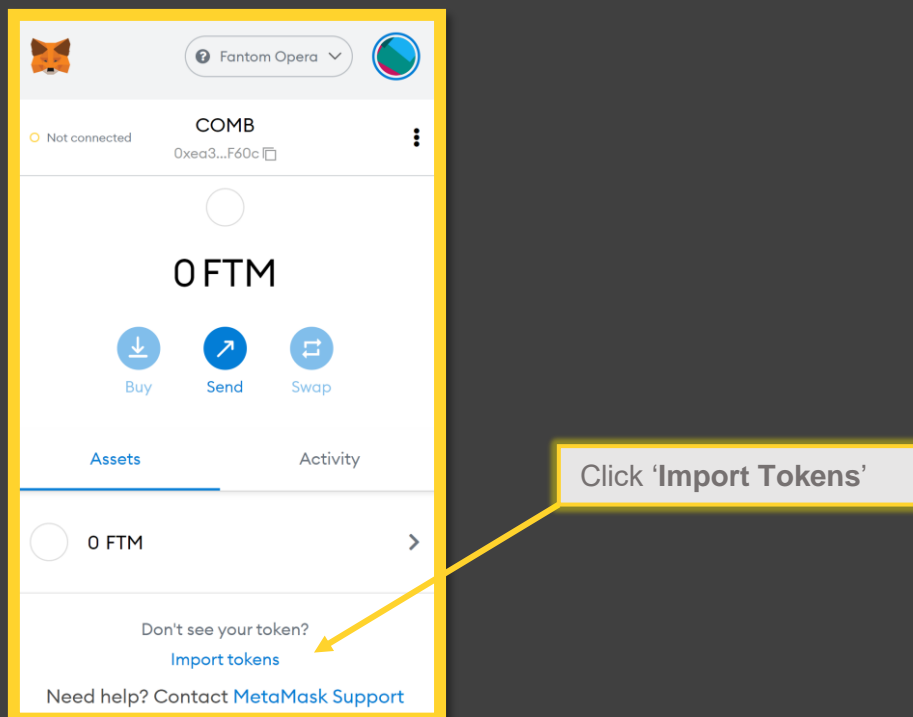 Fantom Opera
Not connected
COMB
0xea3...F60c
0 FTM
Buy Send Swap
Assets Activity
0 FTM
Don't see your token?
Import tokens
Need help? Contact MetaMask Support
Click ‘Import Tokens’